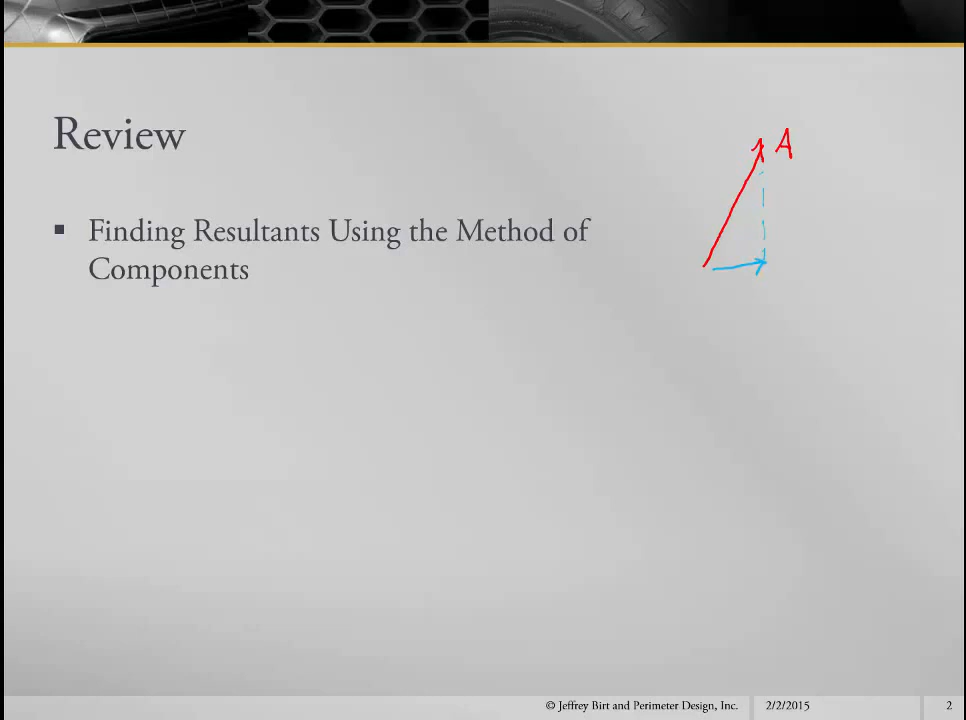 Review
A
▪ Finding Resultants Using the Method of
Components
© Jeffrey Birt and Perimeter Design, Inc. 2/2/2015 2